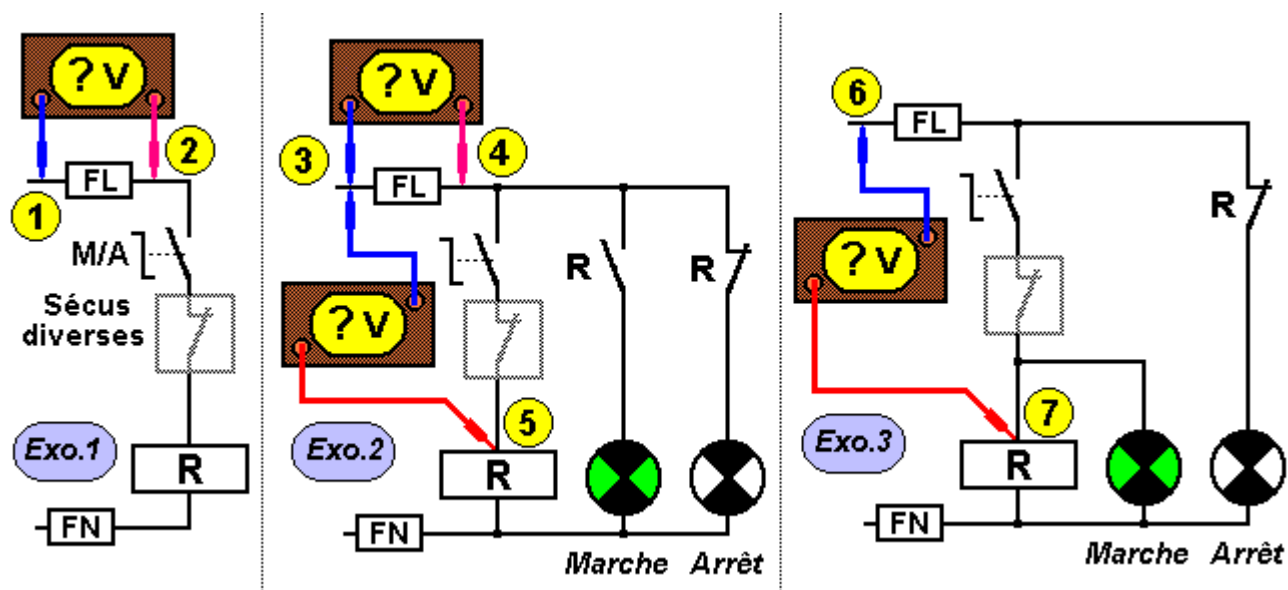 ? V
1
2
FL
M/A
Sécus
diverses
Exo.1
R
FN
? V
3
4
FL
R
R
? V
5
Exo.2
R
FN
Marche
Arrêt
6
FL
R
? V
7
Exo.3
R
FN
Marche
Arrêt